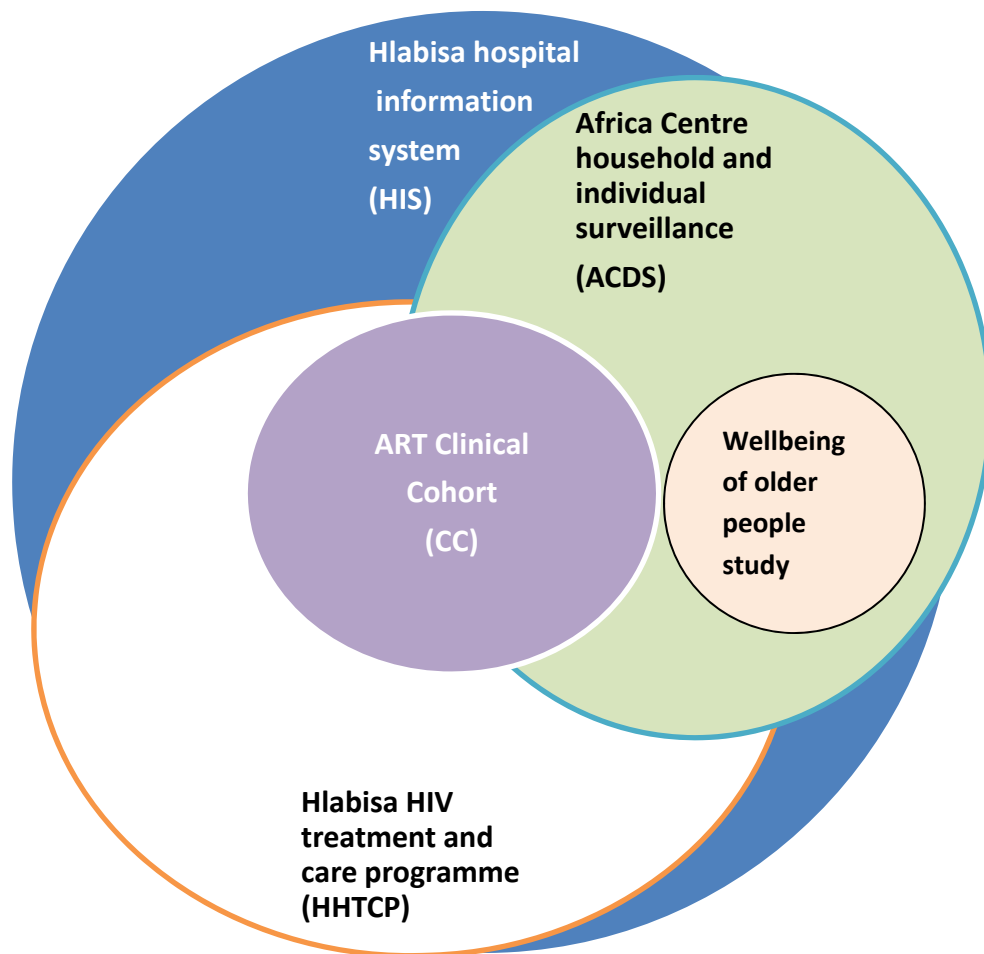 Hlabisa hospital
information
system
(HIS)
Africa Centre
household and
individual
surveillance
(ACDS)
ART Clinical
Cohort
(CC)
Wellbeing
of older
people
study
Hlabisa HIV
treatment and
care programme
(HHTCP)